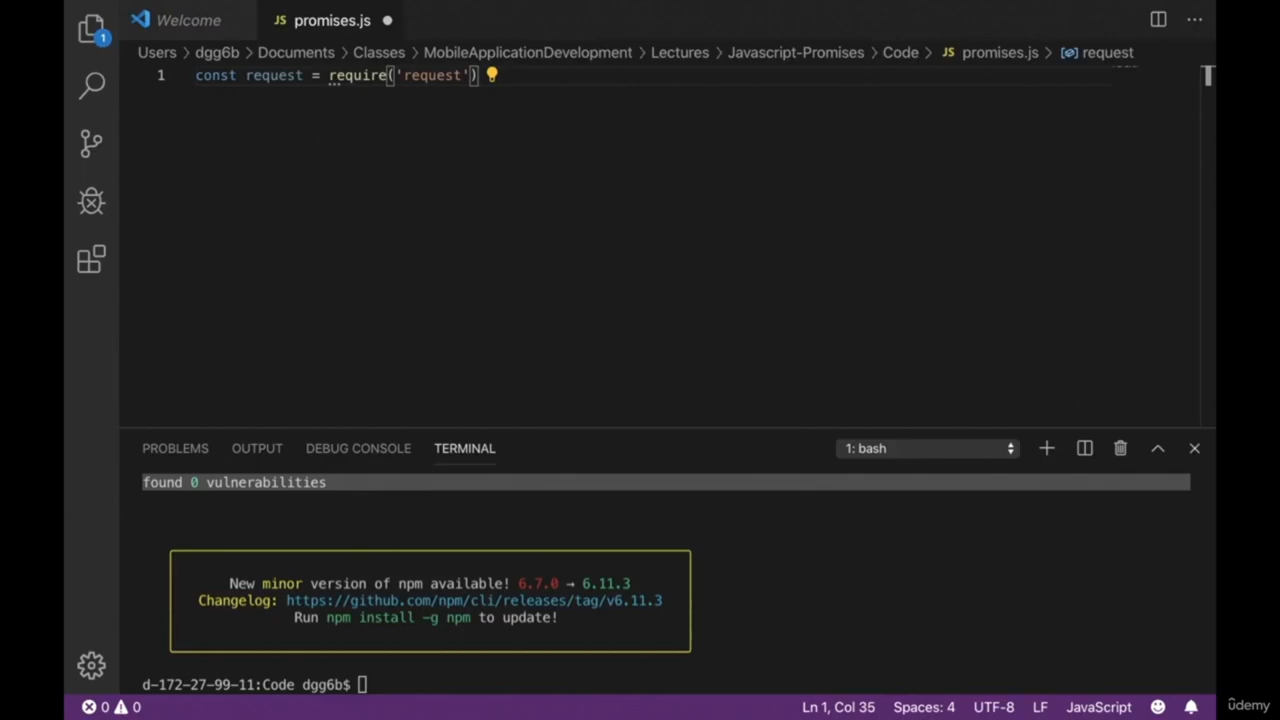 Welcome
JS promises.js
Users > dgg6b > Documents > Classes > MobileApplicationDevelopment > Lectures > Javascript-Promises > Code > JS promises.js > request
1 const request = require('request')
1
PROBLEMS OUTPUT DEBUG CONSOLE TERMINAL 1: bash
found 0 vulnerabilities
New minor version of npm available! 6.7.0 → 6.11.3
Changelog: https://github.com/npm/cli/releases/tag/v6.11.3
Run npm install -g npm to update!
d-172-27-99-11:Code dgg6b$
0 0 Ln 1, Col 35 Spaces: 4 UTF-8 LF JavaScript
ûdemy